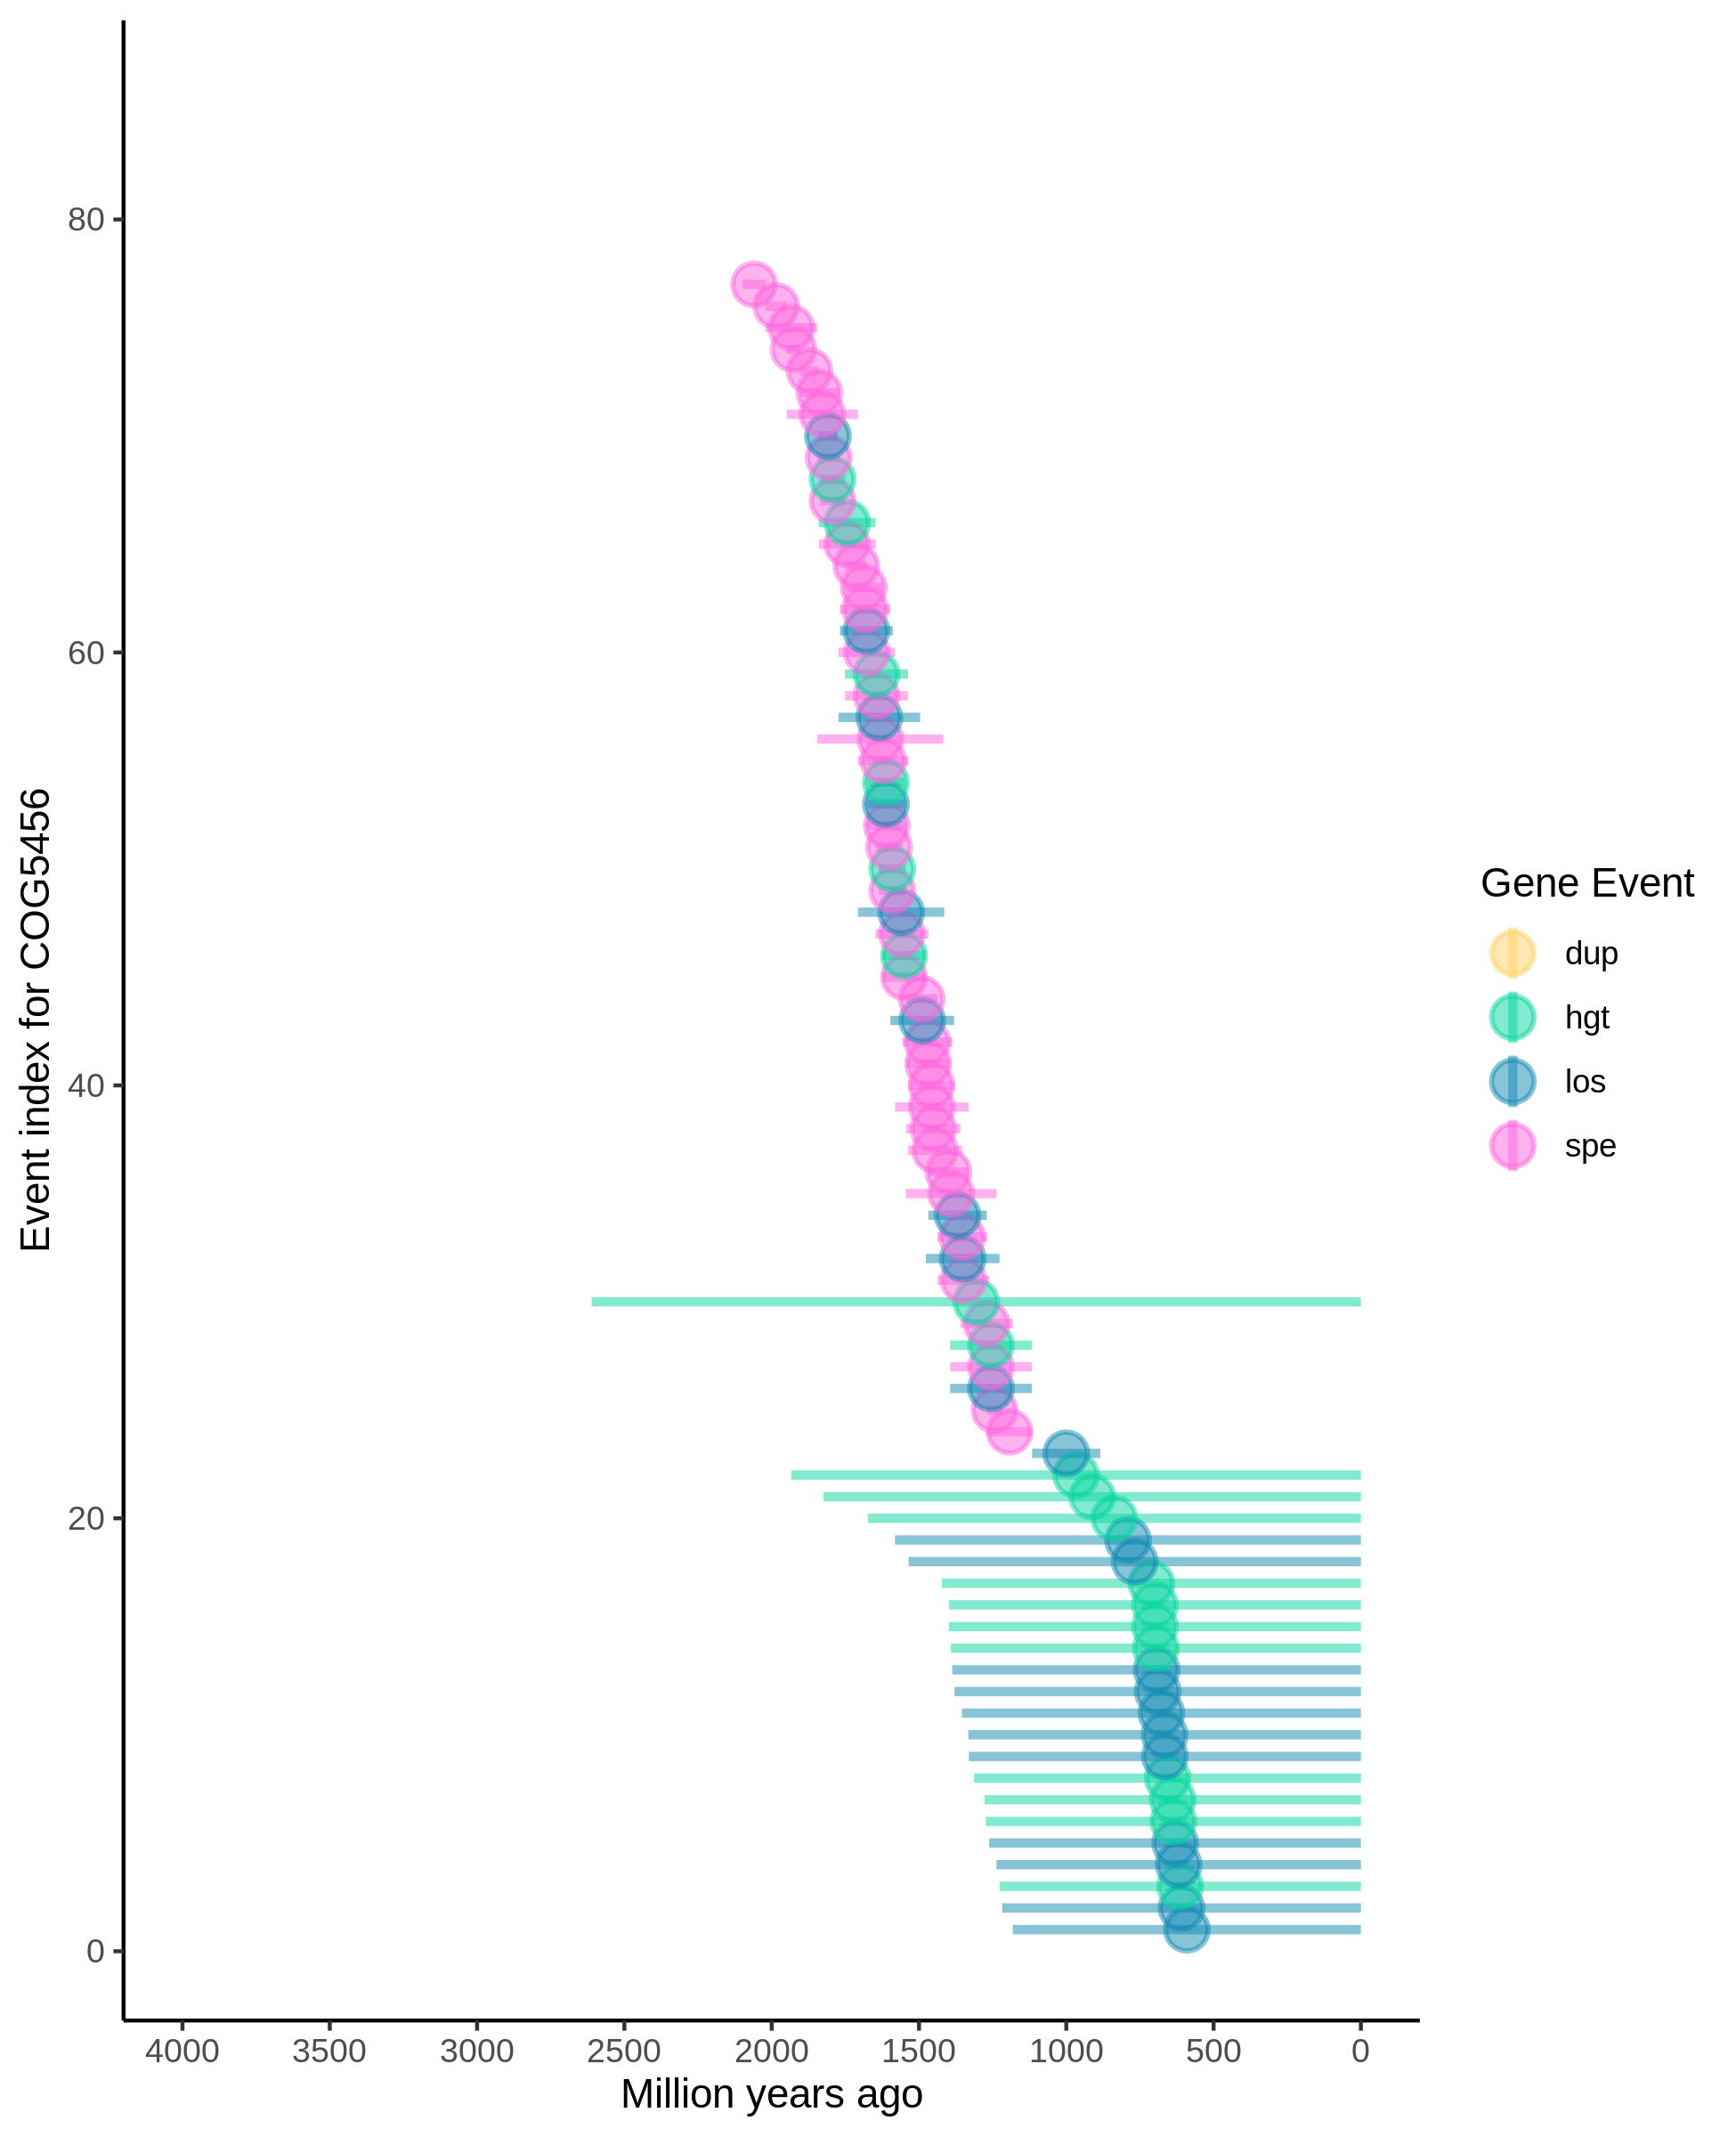 Event index for COG5456
80
60
40
20
0
4000 3500 3000 2500 2000 1500 1000 500 0
Million years ago
Gene Event
dup
hgt
los
spe